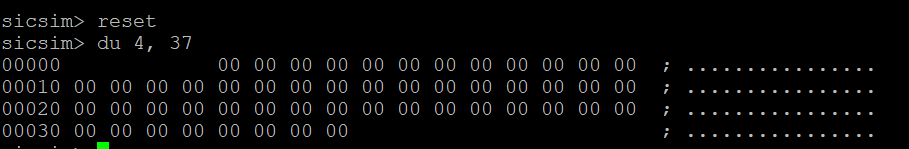 sicsim> reset
sicsim> du 4, 37
00000             00 00 00 00 00 00 00 00 00 00 00 00  ; ................
00010 00 00 00 00 00 00 00 00 00 00 00 00 00 00 00 00  ; ................
00020 00 00 00 00 00 00 00 00 00 00 00 00 00 00 00 00  ; ................
00030 00 00 00 00 00 00 00 00                          ; ................
sicsim>